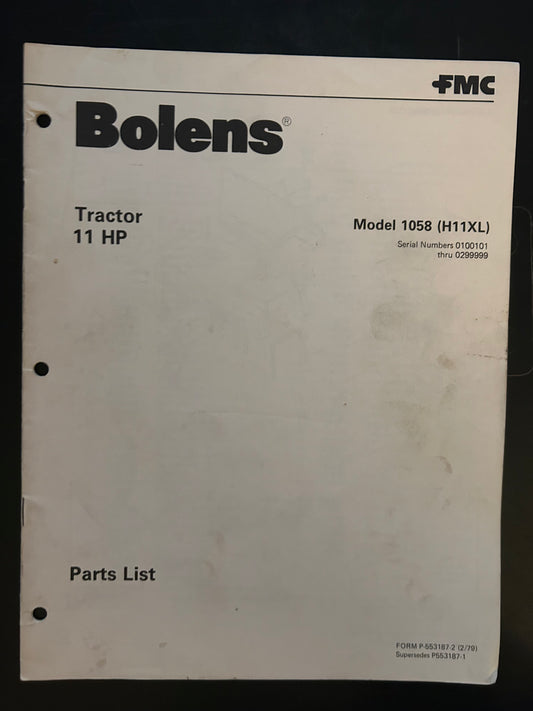 FMC
Bolens®
Tractor
11 HP
Model 1058 (H11XL)
Serial Numbers 0100101
thru 0299999
Parts List
FORM P-553187-2 (2/79)
Supersedes P553187-1